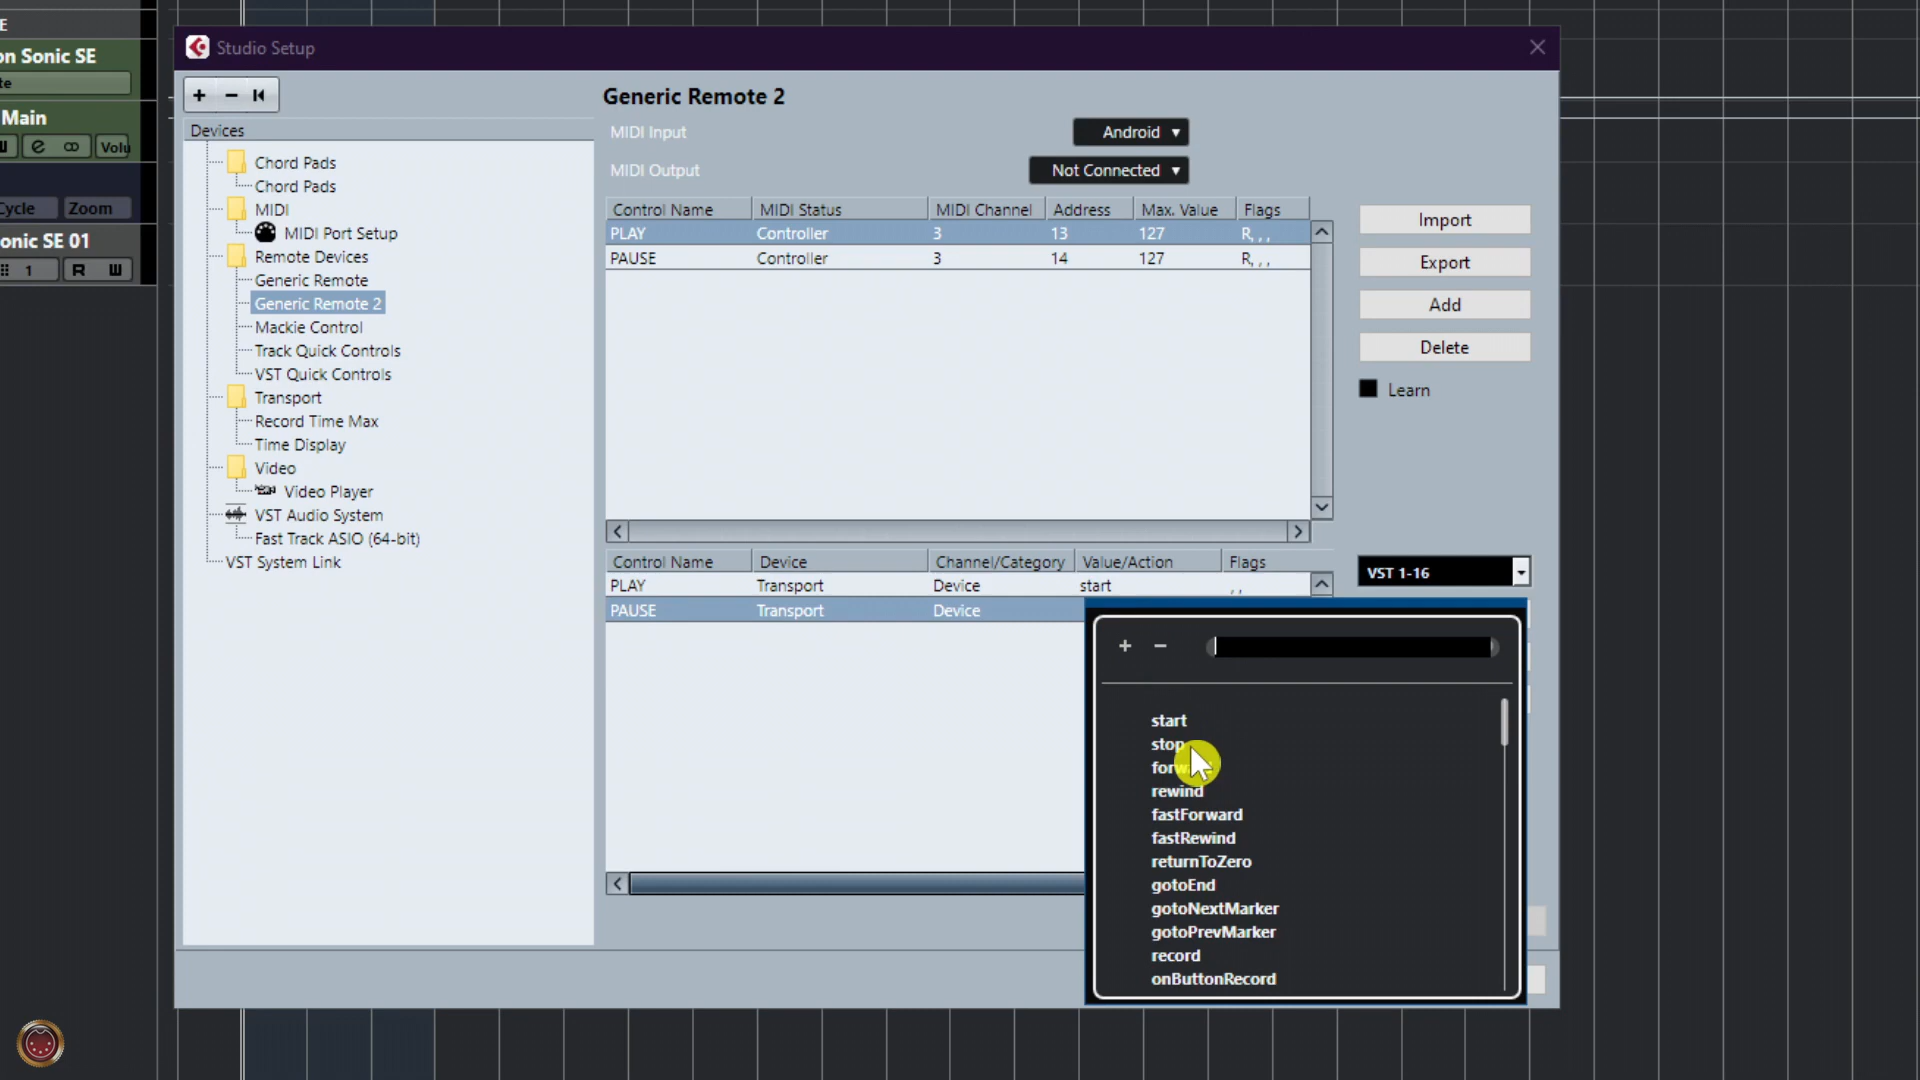 E
on Sonic SE
te
Main
e
Volu
Cycle
Zoom
onic SE 01
1
R
Studio Setup
Devices
Chord Pads
Chord Pads
MIDI
MIDI Port Setup
Remote Devices
Generic Remote
Generic Remote 2
Mackie Control
Track Quick Controls
VST Quick Controls
Transport
Record Time Max
Time Display
Video
Video Player
VST Audio System
Fast Track ASIO (64-bit)
VST System Link
Generic Remote 2
MIDI Input
Android
MIDI Output
Not Connected
Control Name MIDI Status MIDI Channel Address Max. Value Flags
PLAY Controller 3 13 127 R, , ,
PAUSE Controller 3 14 127 R, , ,
Import
Export
Add
Delete
Learn
Control Name Device Channel/Category Value/Action Flags
PLAY Transport Device start , ,
PAUSE Transport Device
VST 1-16
+ −
start
stop
forw
rewind
fastForward
fastRewind
returnToZero
gotoEnd
gotoNextMarker
gotoPrevMarker
record
onButtonRecord